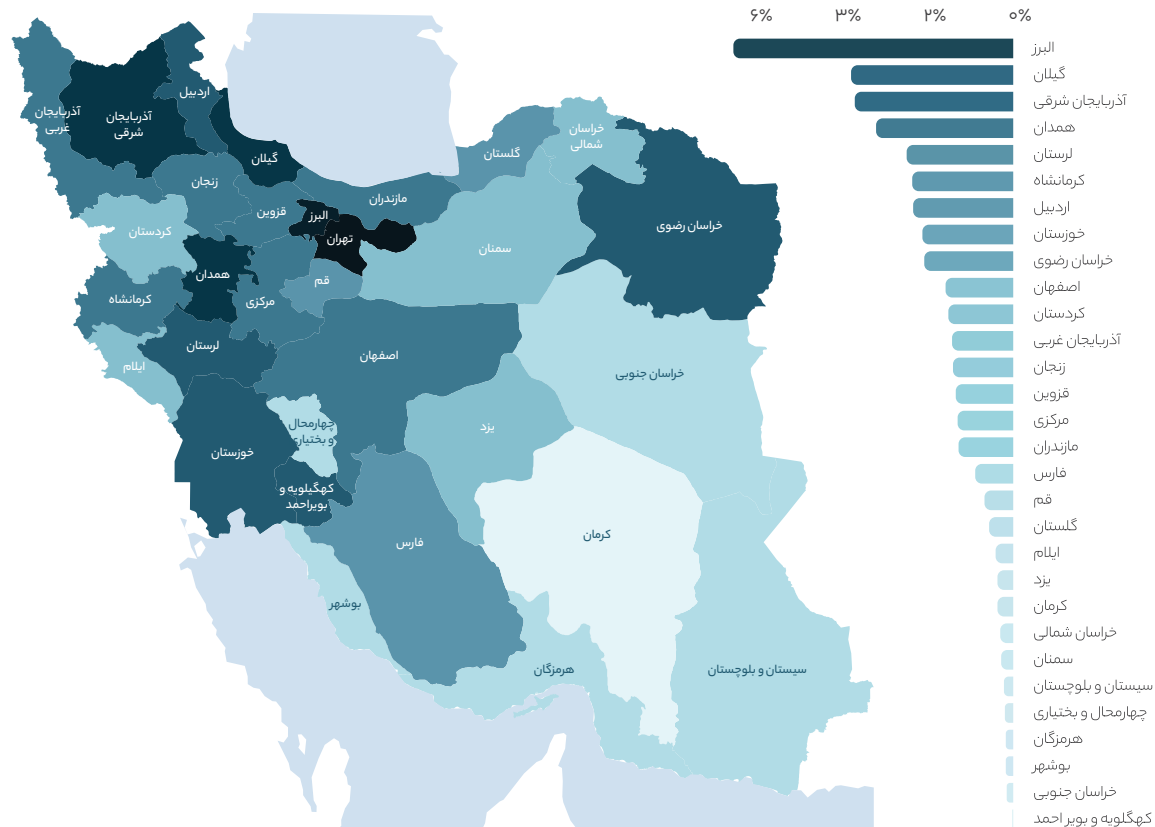 ۶% ۳% ۲% ۰%
البرز
گیلان
آذربایجان شرقی
همدان
لرستان
کرمانشاه
اردبیل
خوزستان
خراسان رضوی
اصفهان
کردستان
آذربایجان غربی
زنجان
قزوین
مرکزی
مازندران
فارس
قم
گلستان
ایلام
یزد
کرمان
خراسان شمالی
سمنان
سیستان و بلوچستان
چهارمحال و بختیاری
هرمزگان
بوشهر
خراسان جنوبی
کهگلویه و بویر احمد
اردبیل
آذربایجان
غربی
آذربایجان
شرقی
گیلان
زنجان
قزوین
البرز
تهران
مازندران
گلستان
خراسان
شمالی
خراسان رضوی
سمنان
کردستان
همدان
قم
مرکزی
کرمانشاه
لرستان
ایلام
اصفهان
خراسان جنوبی
یزد
چهارمحال
و بختیاری
خوزستان
کهگیلویه و
بویراحمد
فارس
کرمان
بوشهر
هرمزگان
سیستان و بلوچستان